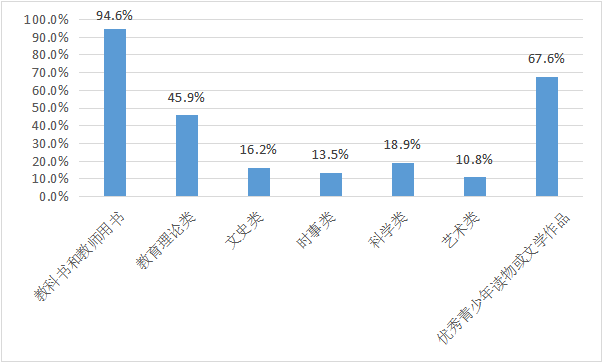 100.0%
90.0%
80.0%
70.0%
60.0%
50.0%
40.0%
30.0%
20.0%
10.0%
0.0%
94.6%
45.9%
16.2%
13.5%
18.9%
10.8%
67.6%
教科书和教师用书
教育理论类
文史类
时事类
科学类
艺术类
优秀青少年读物或文学作品